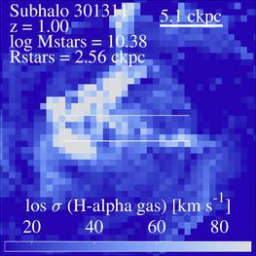 Subhalo 301311
5.1 ckpc
z = 1.00
log Mstars = 10.38
Rstars = 2.56 ckpc
los σ (H-alpha gas) [km s⁻¹]
20 40 60 80